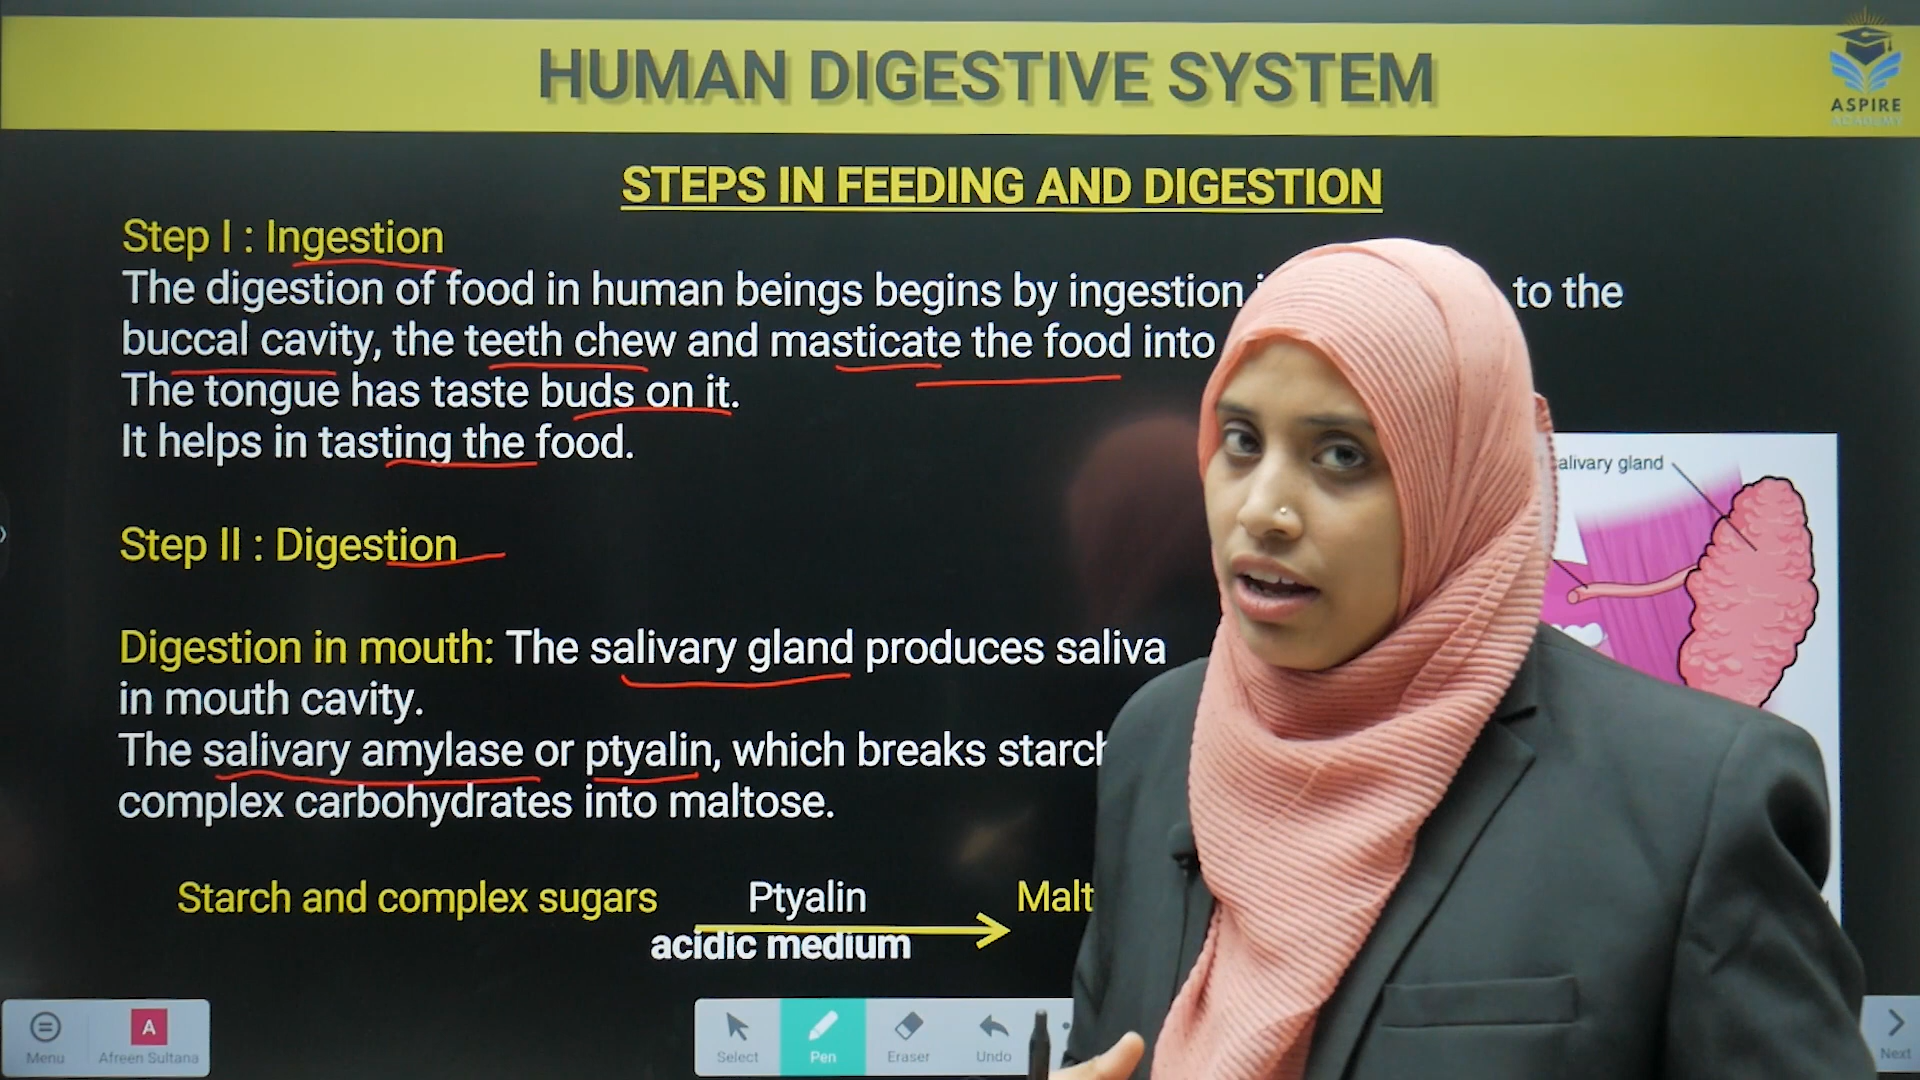 HUMAN DIGESTIVE SYSTEM
ASPIRE
ACADEMY
STEPS IN FEEDING AND DIGESTION
Step I : Ingestion
The digestion of food in human beings begins by ingestion to the
buccal cavity, the teeth chew and masticate the food into
The tongue has taste buds on it.
It helps in tasting the food.
alivary gland
Step II : Digestion
Digestion in mouth: The salivary gland produces saliva
in mouth cavity.
The salivary amylase or ptyalin, which breaks starch
complex carbohydrates into maltose.
Starch and complex sugars Ptyalin Malt
acidic medium
A
Menu Afreen Sultana Select Pen Eraser Undo Next